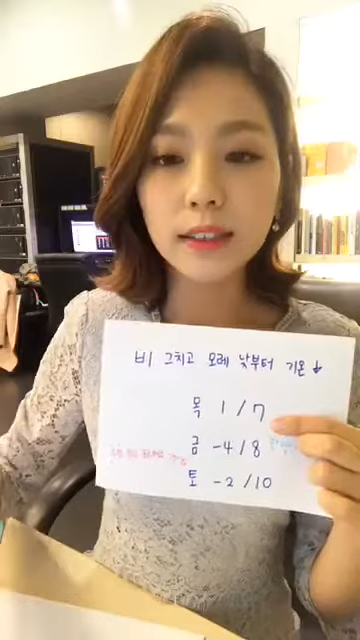 비 그치고 모레 낮부터 기온↓
목 1/7
금 -4/8
토 -2/10